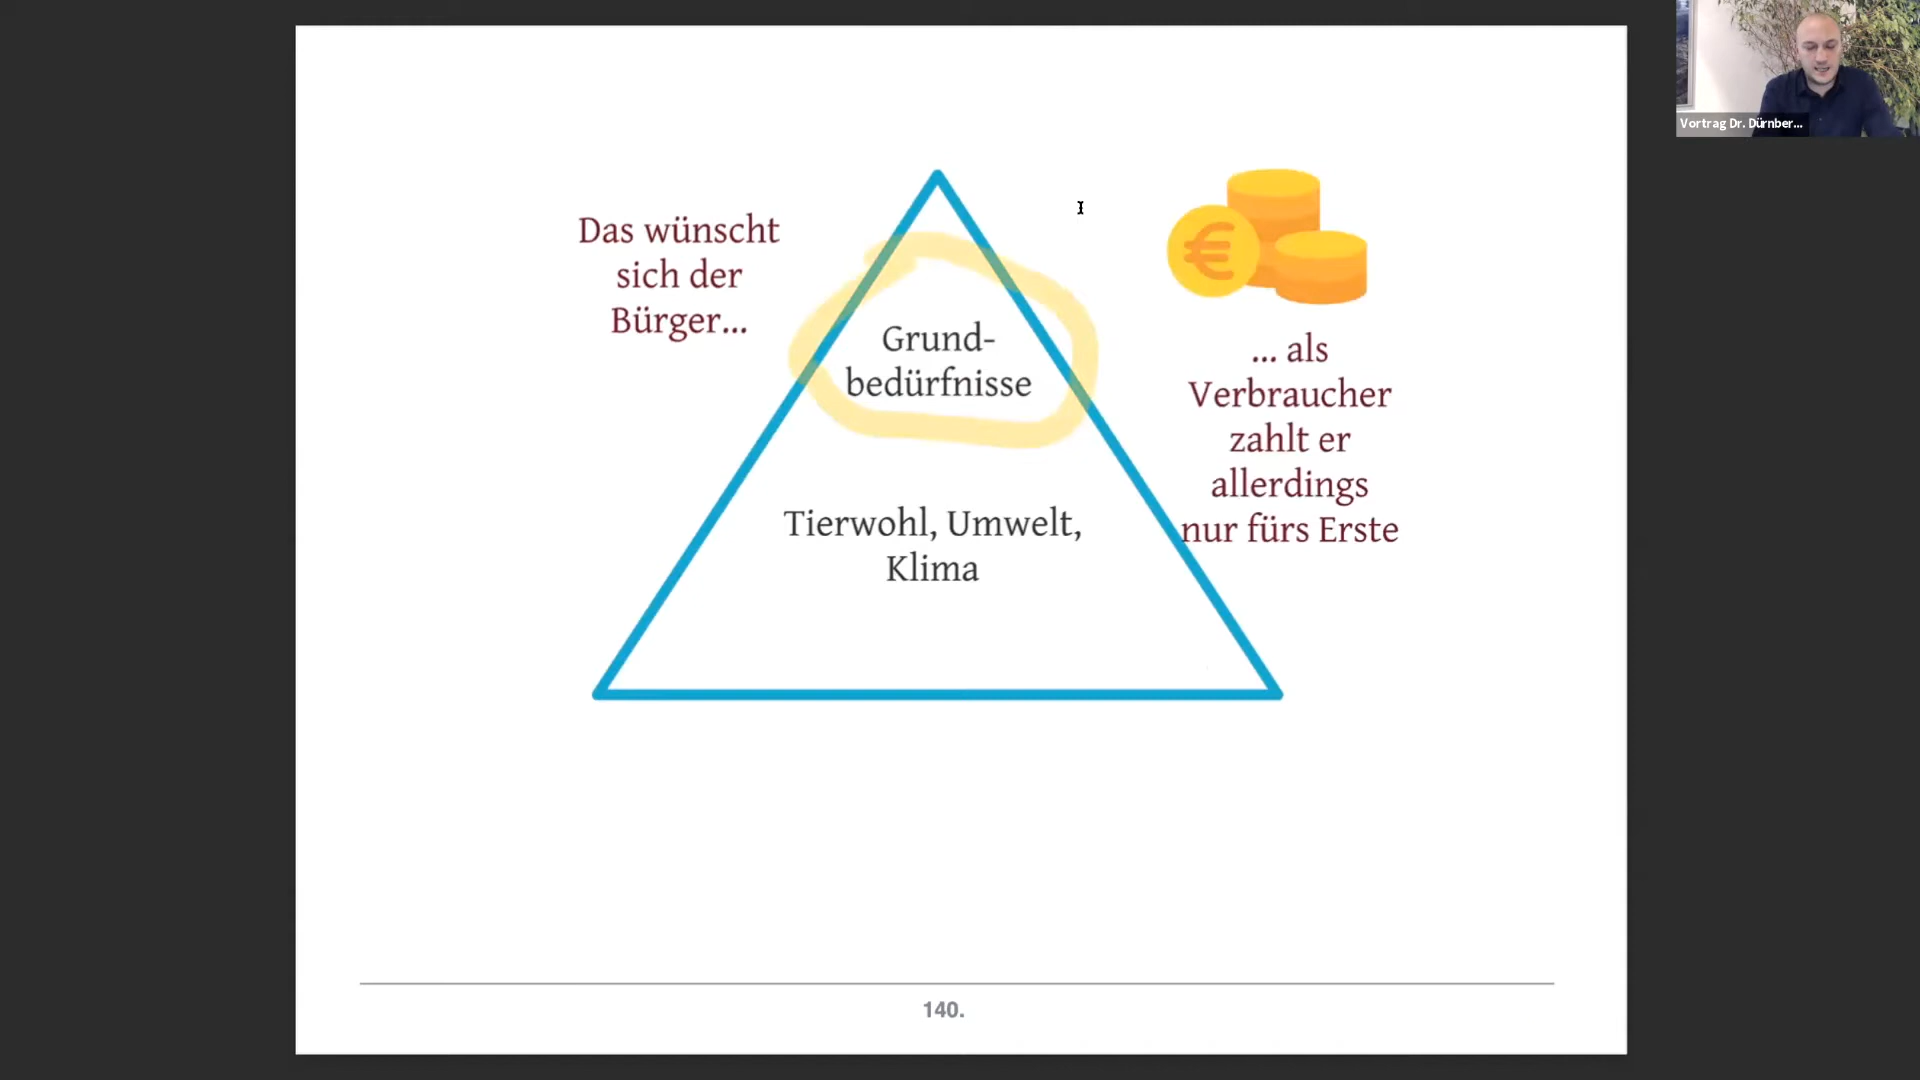 Vortrag Dr. Dürnber...
Das wünscht
sich der
Bürger...
Grund-
bedürfnisse
Tierwohl, Umwelt,
Klima
€
... als
Verbraucher
zahlt er
allerdings
nur fürs Erste
140.